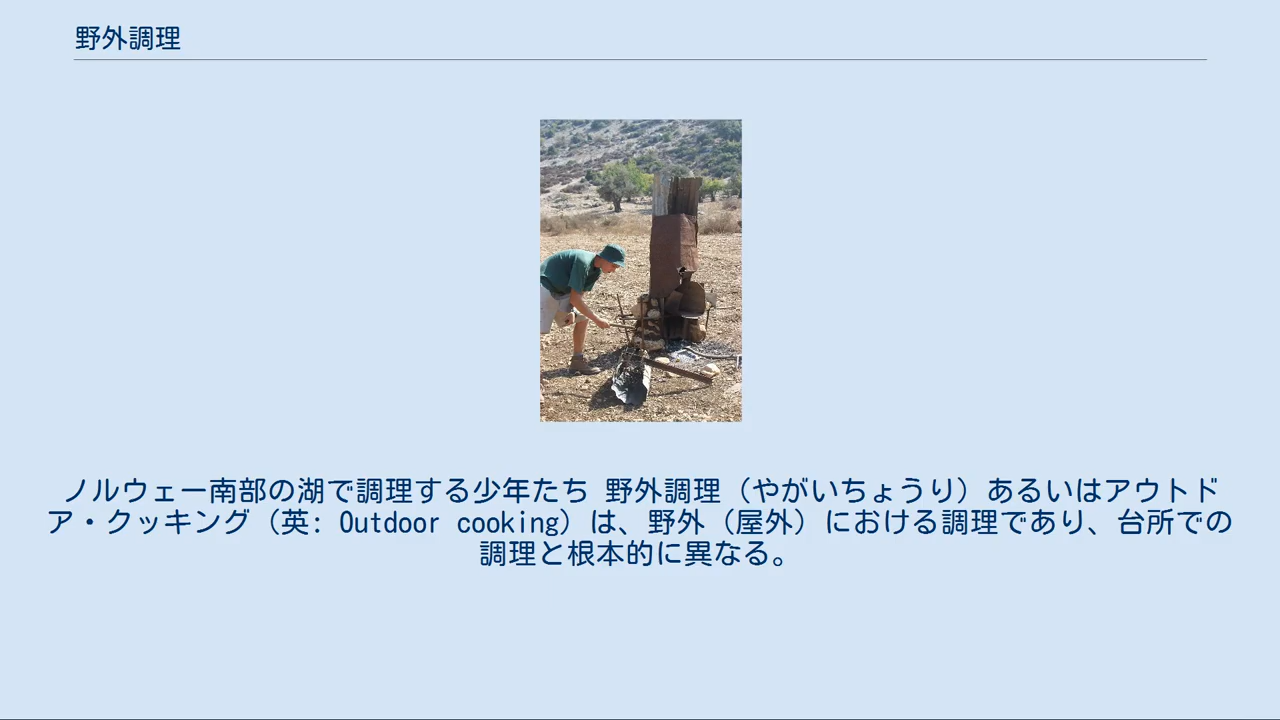 野外調理
ノルウェー南部の湖で調理する少年たち 野外調理（やがいちょうり）あるいはアウトド
ア・クッキング（英: Outdoor cooking）は、野外（屋外）における調理であり、台所での
調理と根本的に異なる。